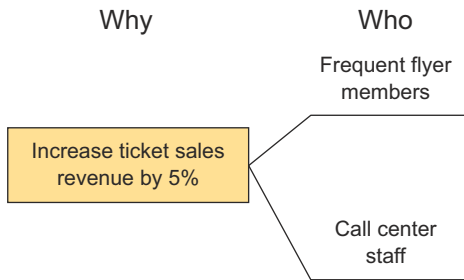 Why
Who
Frequent flyer
members
Increase ticket sales
revenue by 5%
Call center
staff